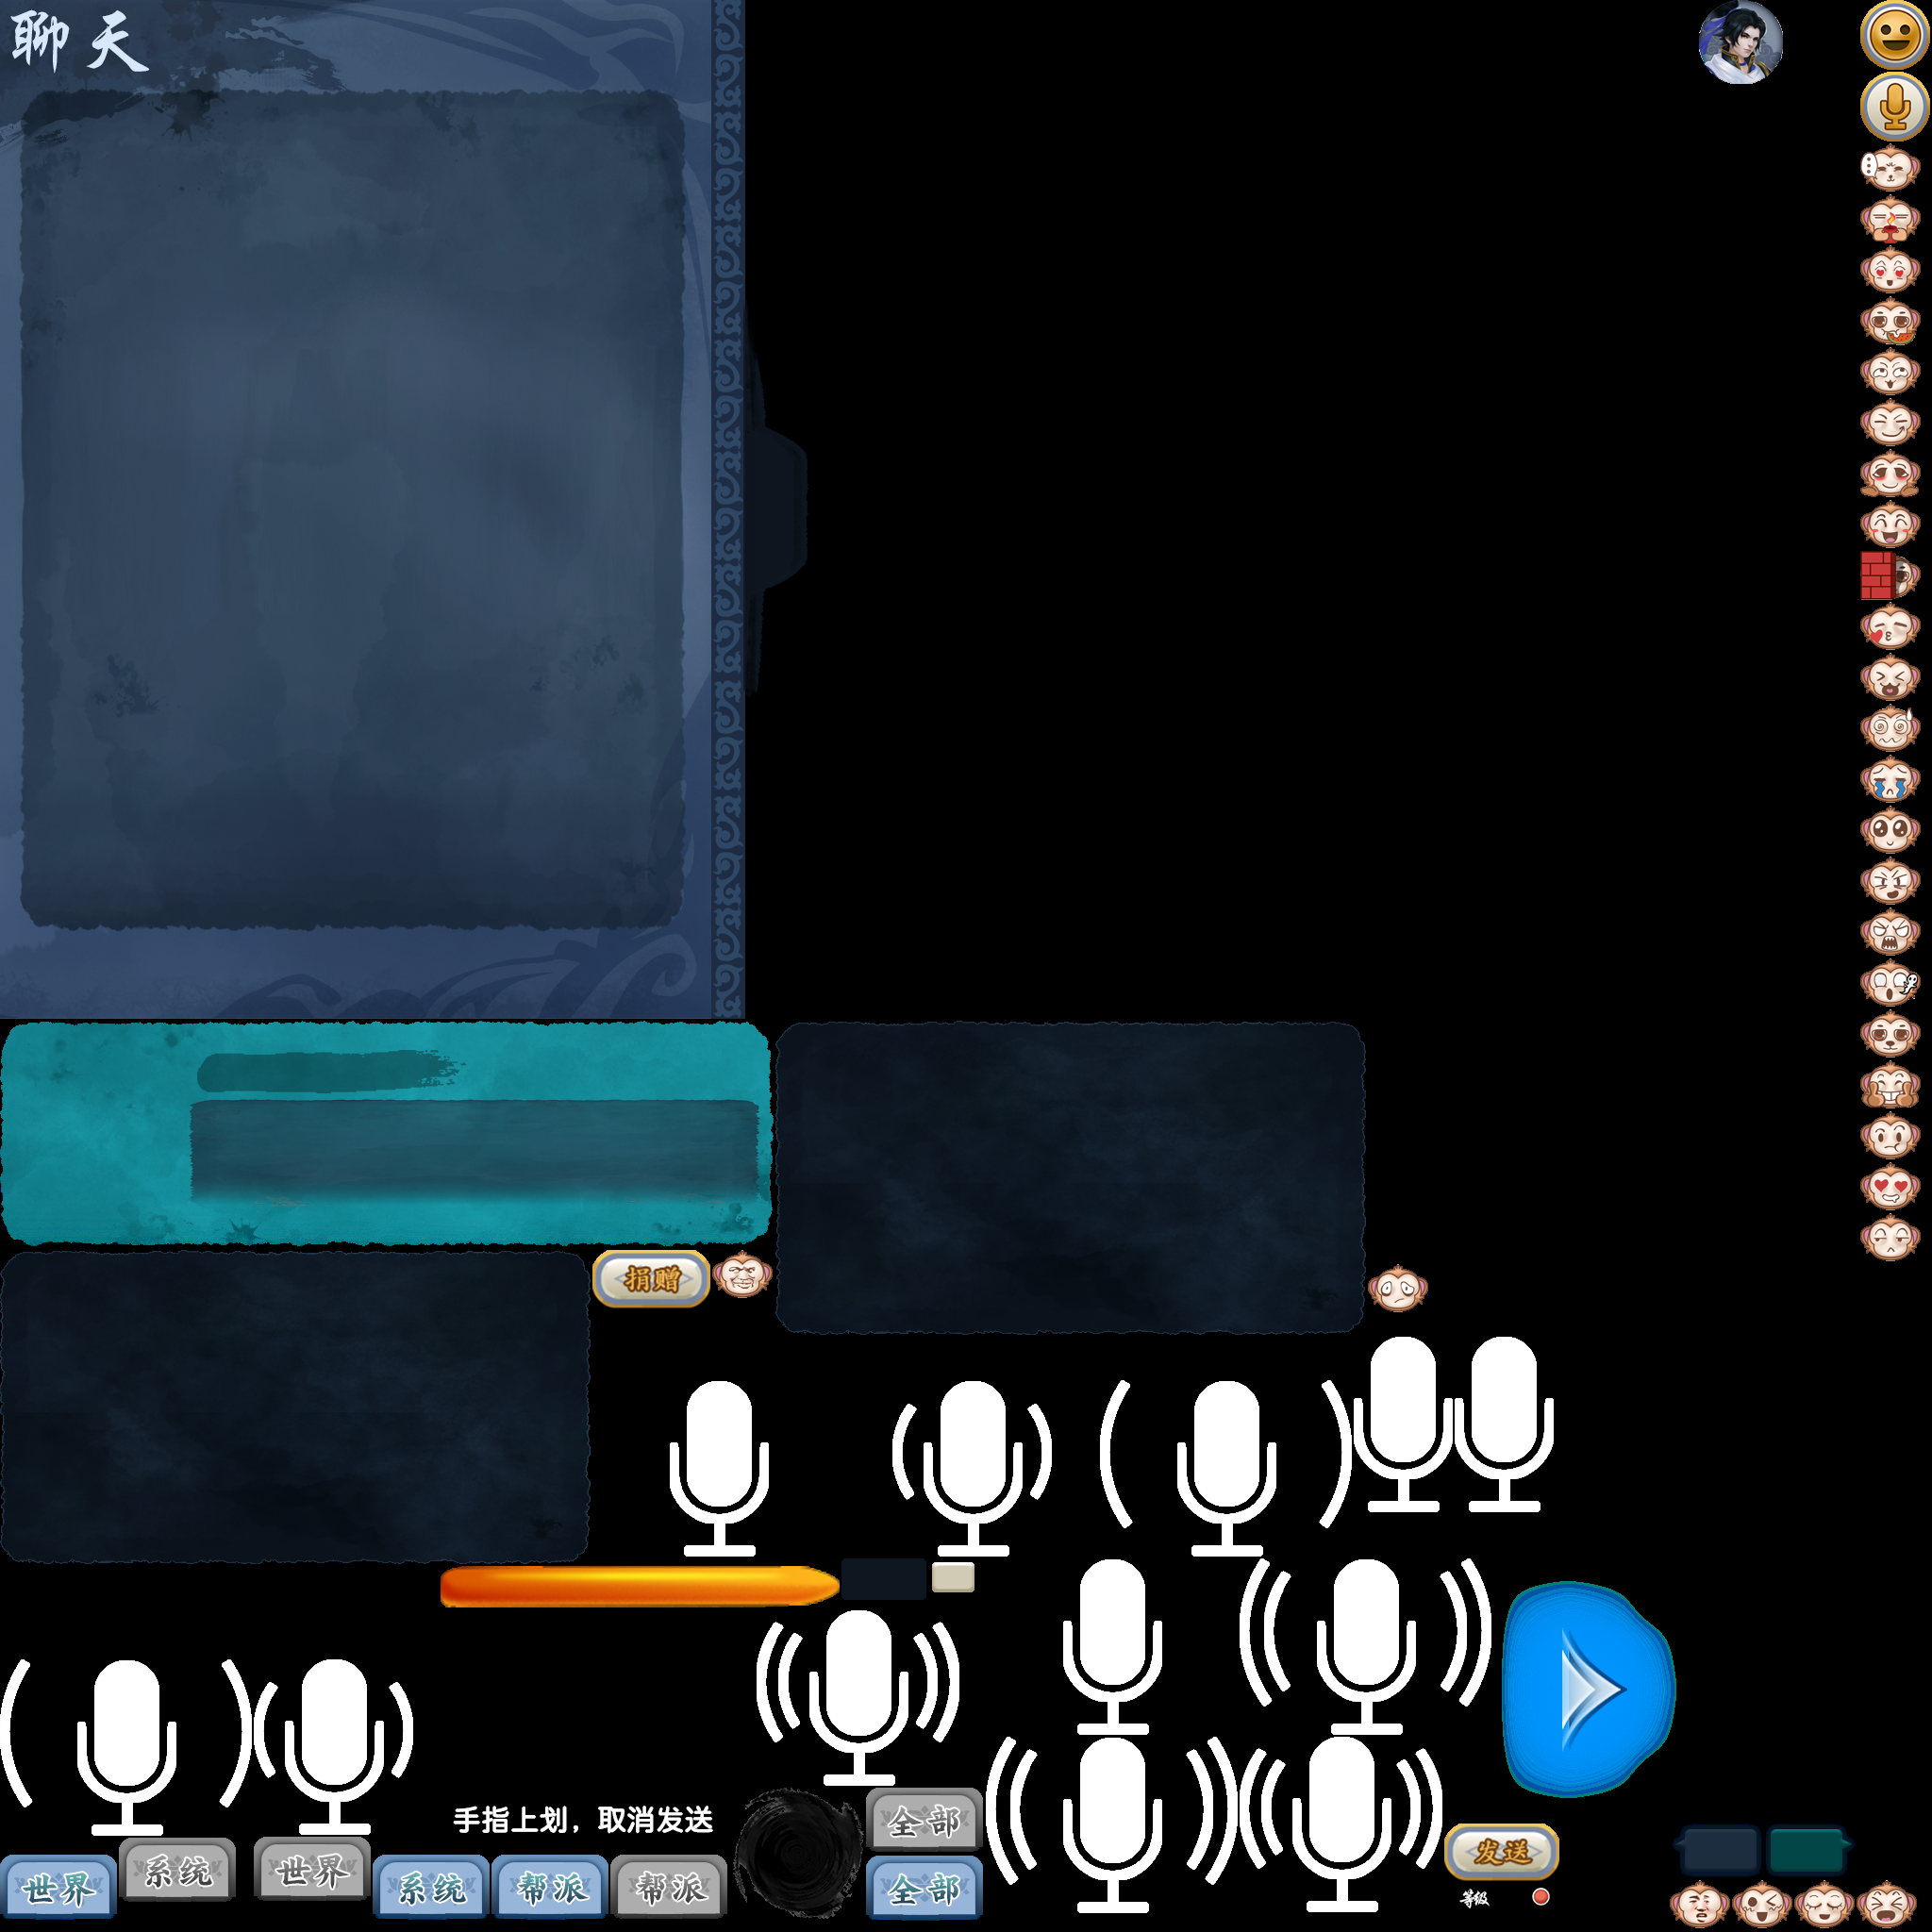 聊天
捐赠
手指上划，取消发送
全部
系统
世界
发送
世界
系统
帮派
帮派
全部
等级